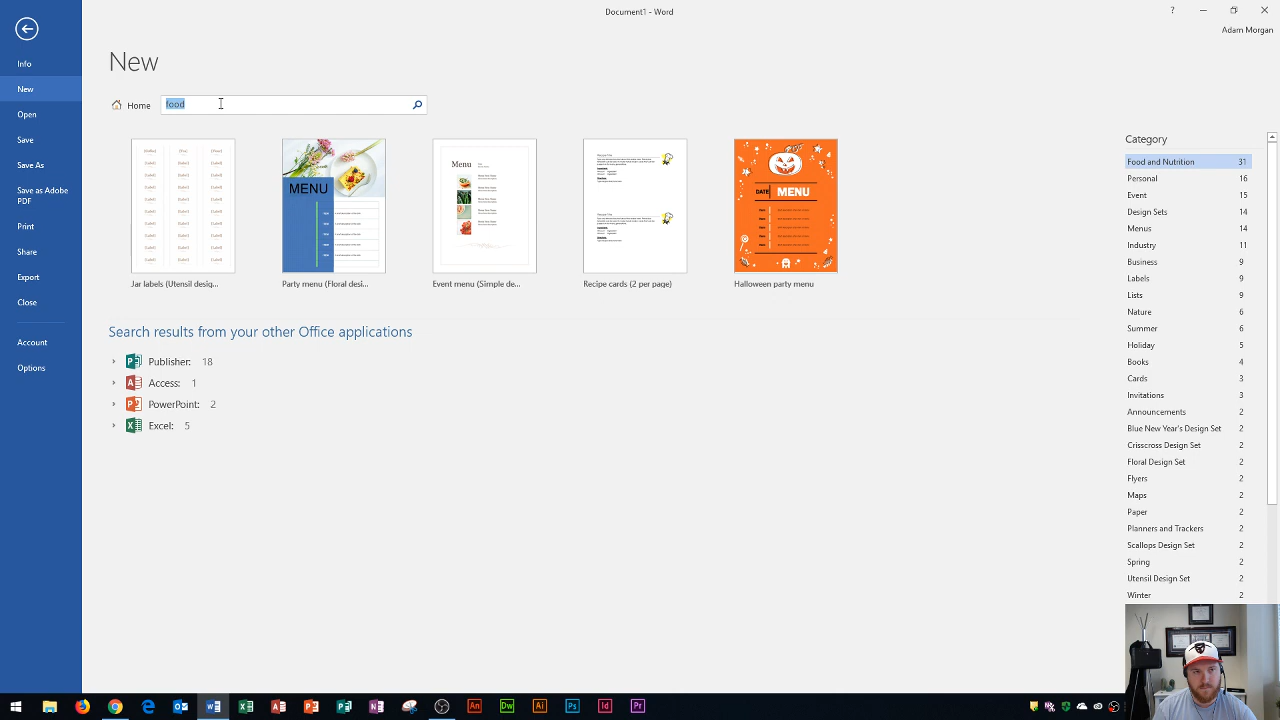 Document1 - Word
?
Adam Morgan
Info
New
Open
Save
Save As
Save as Adobe
PDF
Print
Share
Export
Close
Account
Options
New
Home
food
Jar labels (Utensil desig...
Party menu (Floral desi...
Event menu (Simple de...
Recipe cards (2 per page)
Halloween party menu
MENU
Menu
DATE MENU
Search results from your other Office applications
Publisher: 18
Access: 1
PowerPoint: 2
Excel: 5
Category
Food and Nutrition 31
Personal 16
Event 15
Design Sets 14
Menus 14
Industry 11
Business
Labels 9
Lists 9
Nature 6
Summer 6
Holiday 5
Books 4
Cards 3
Invitations 3
Announcements 2
Blue New Year's Design Set 2
Crisscross Design Set 2
Floral Design Set 2
Flyers 2
Maps 2
Paper 2
Planners and Trackers 2
Scallops Design Set 2
Spring 2
Utensil Design Set 2
Winter 2
An
Dw
Ai
Ps
Id
Pr